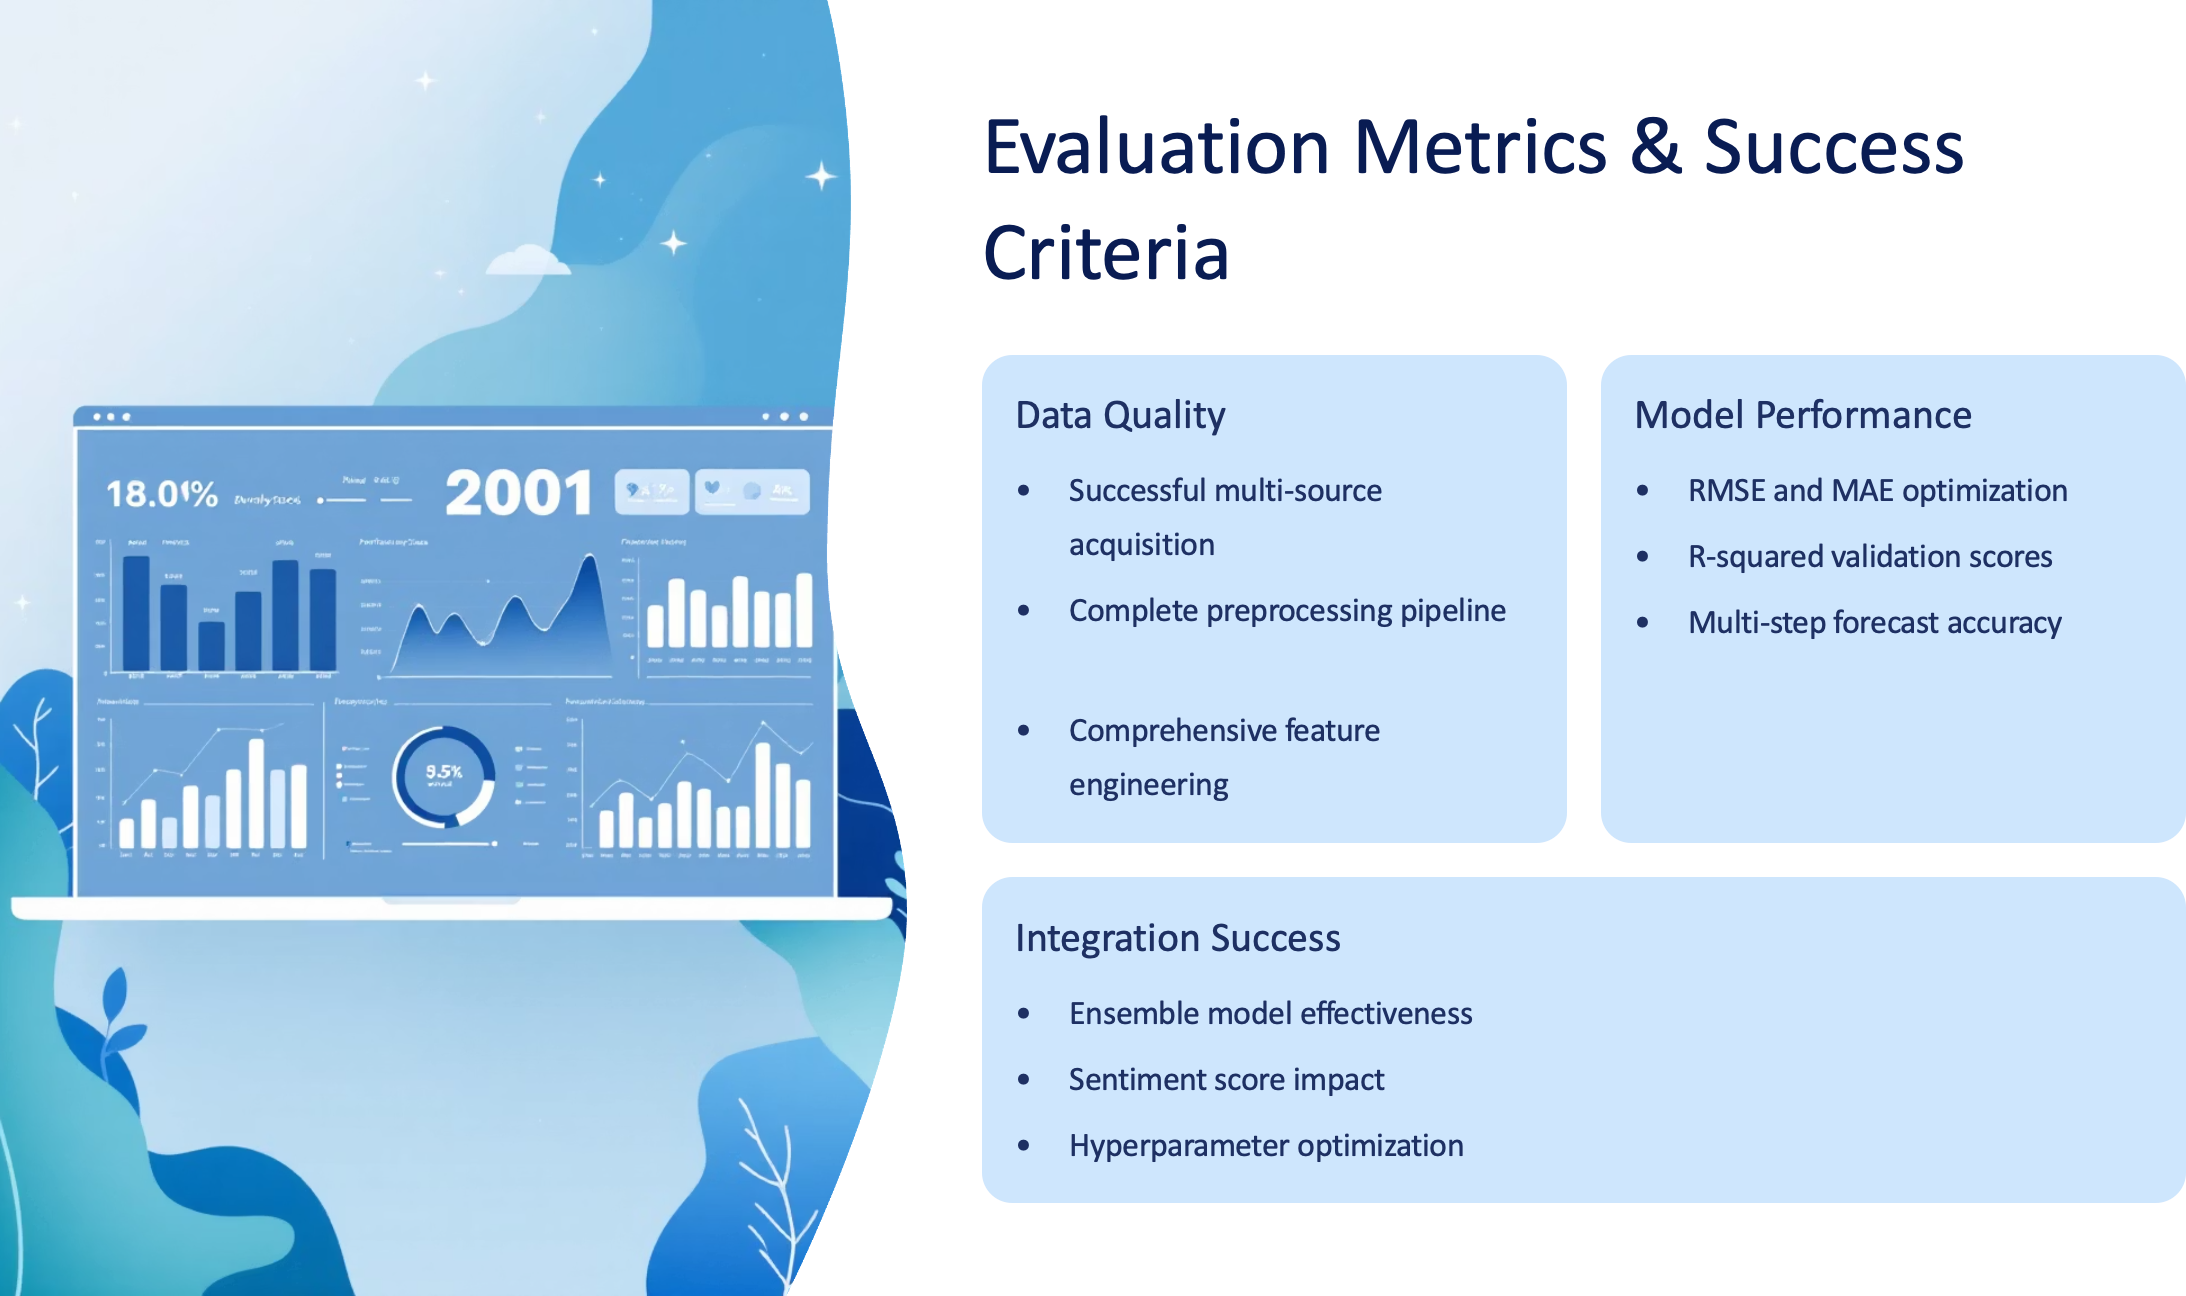 Evaluation Metrics & Success
Criteria
Data Quality
• Successful multi-source
acquisition
• Complete preprocessing pipeline
• Comprehensive feature
engineering
Model Performance
• RMSE and MAE optimization
• R-squared validation scores
• Multi-step forecast accuracy
Integration Success
• Ensemble model effectiveness
• Sentiment score impact
• Hyperparameter optimization
18.01%
2001
9.5%